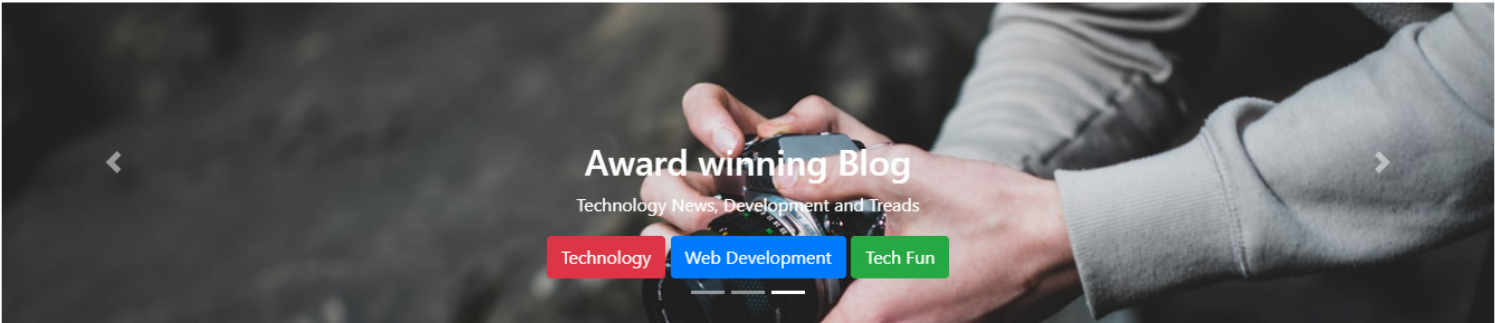 Award winning Blog
Technology News, Development and Treads
Technology Web Development Tech Fun